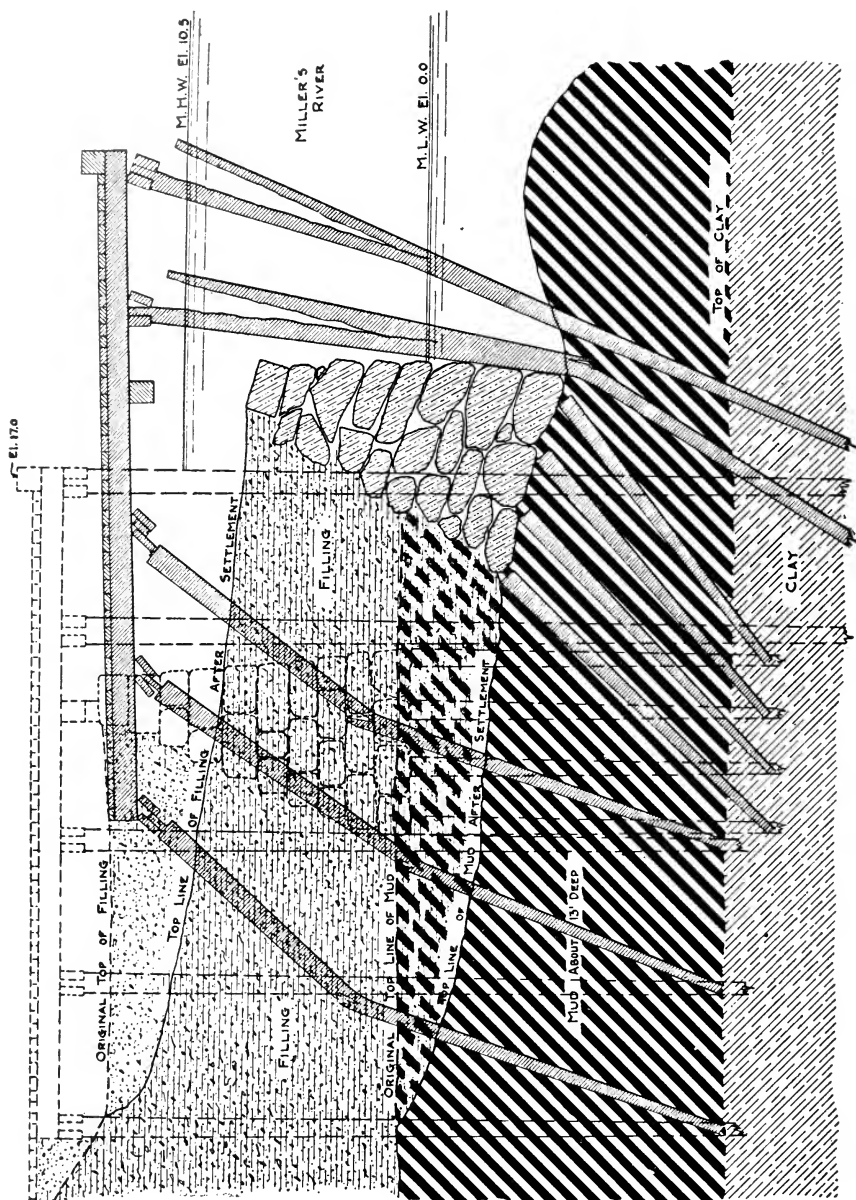 El. 17.0
M.H.W. El. 10.5
MILLER'S
RIVER
M.L.W. El. 0.0
ORIGINAL TOP OF FILLING
TOP LINE OF FILLING AFTER SETTLEMENT
FILLING
FILLING
ORIGINAL TOP LINE OF MUD
TOP LINE OF MUD AFTER SETTLEMENT
MUD (ABOUT 13' DEEP
TOP OF CLAY
CLAY